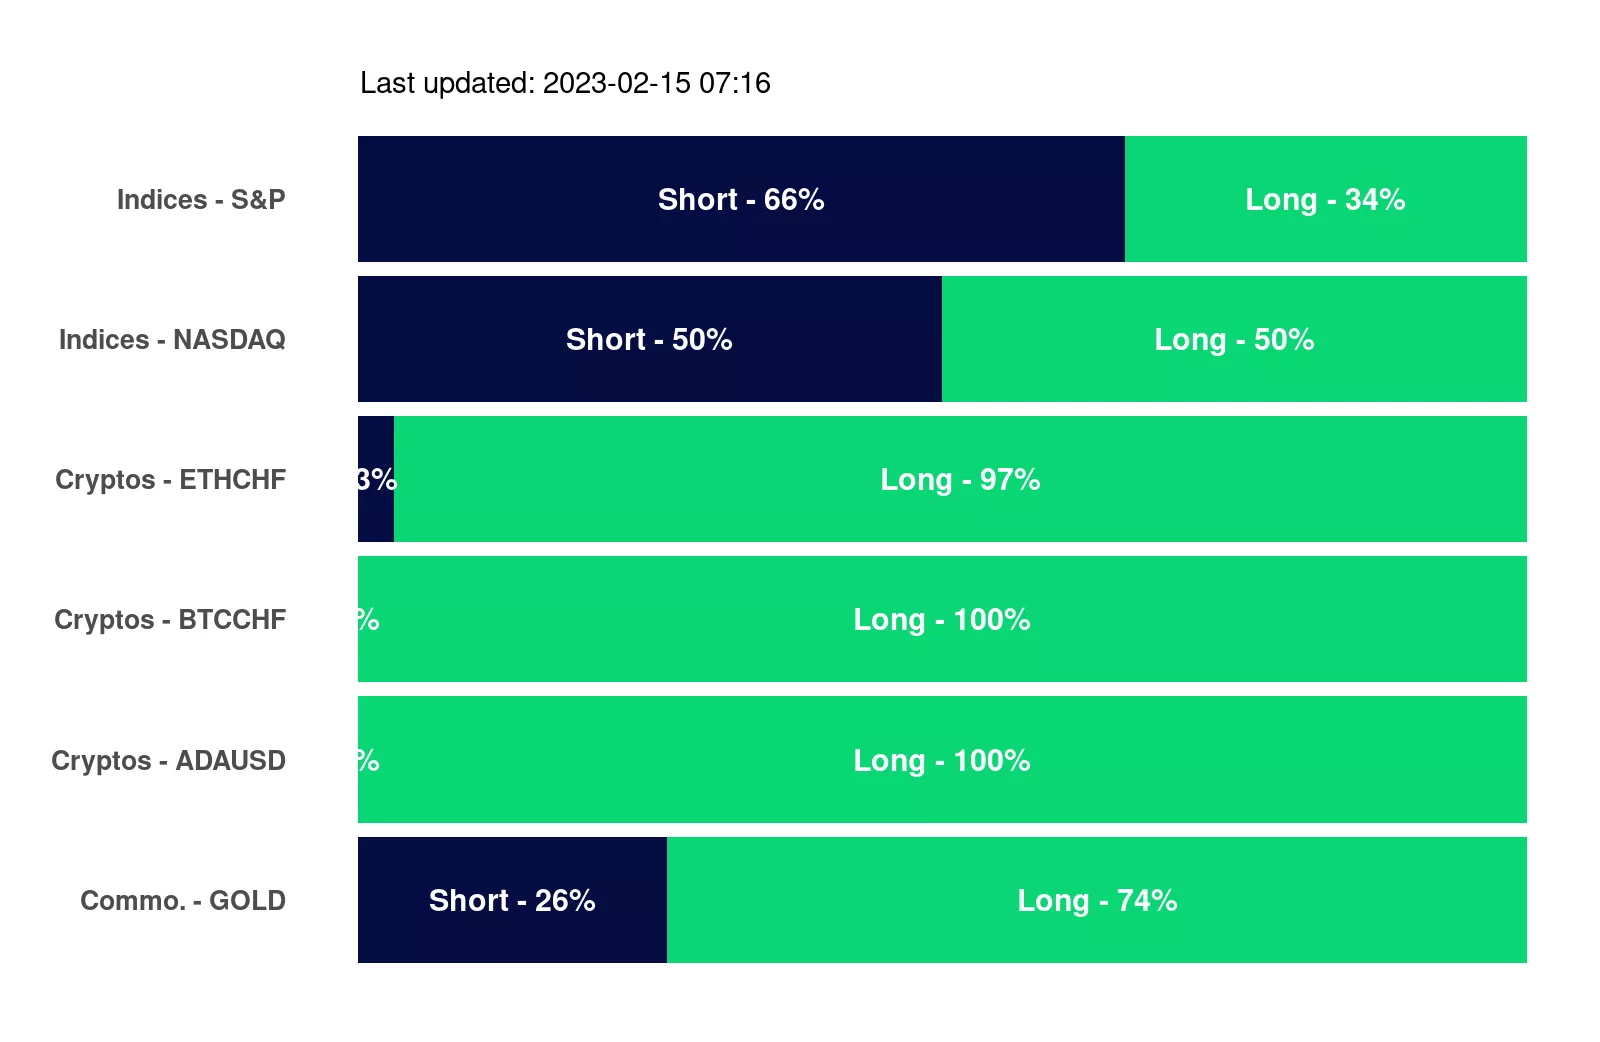 Last updated: 2023-02-15 07:16
Indices - S&P Short - 66% Long - 34%
Indices - NASDAQ Short - 50% Long - 50%
Cryptos - ETHCHF 3% Long - 97%
Cryptos - BTCCHF % Long - 100%
Cryptos - ADAUSD % Long - 100%
Commo. - GOLD Short - 26% Long - 74%